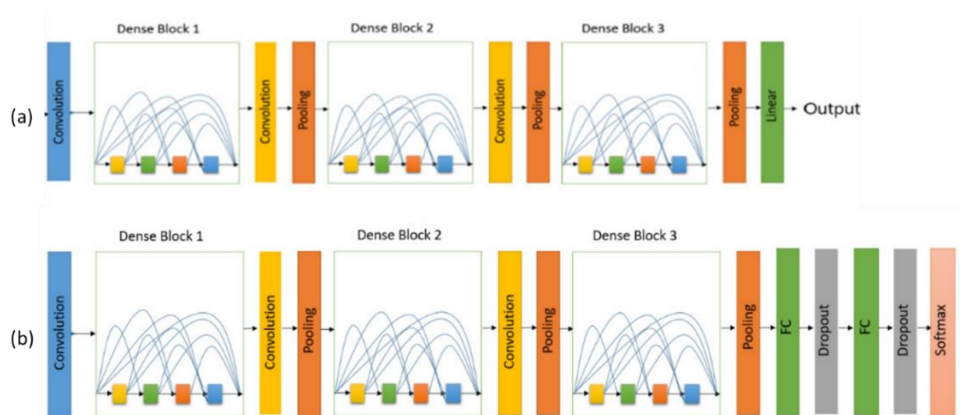 Dense Block 1 Dense Block 2 Dense Block 3
(a) Convolution Convolution Pooling Convolution Pooling Pooling Linear Output
Dense Block 1 Dense Block 2 Dense Block 3
(b) Convolution Convolution Pooling Convolution Pooling Pooling FC Dropout FC Dropout Softmax